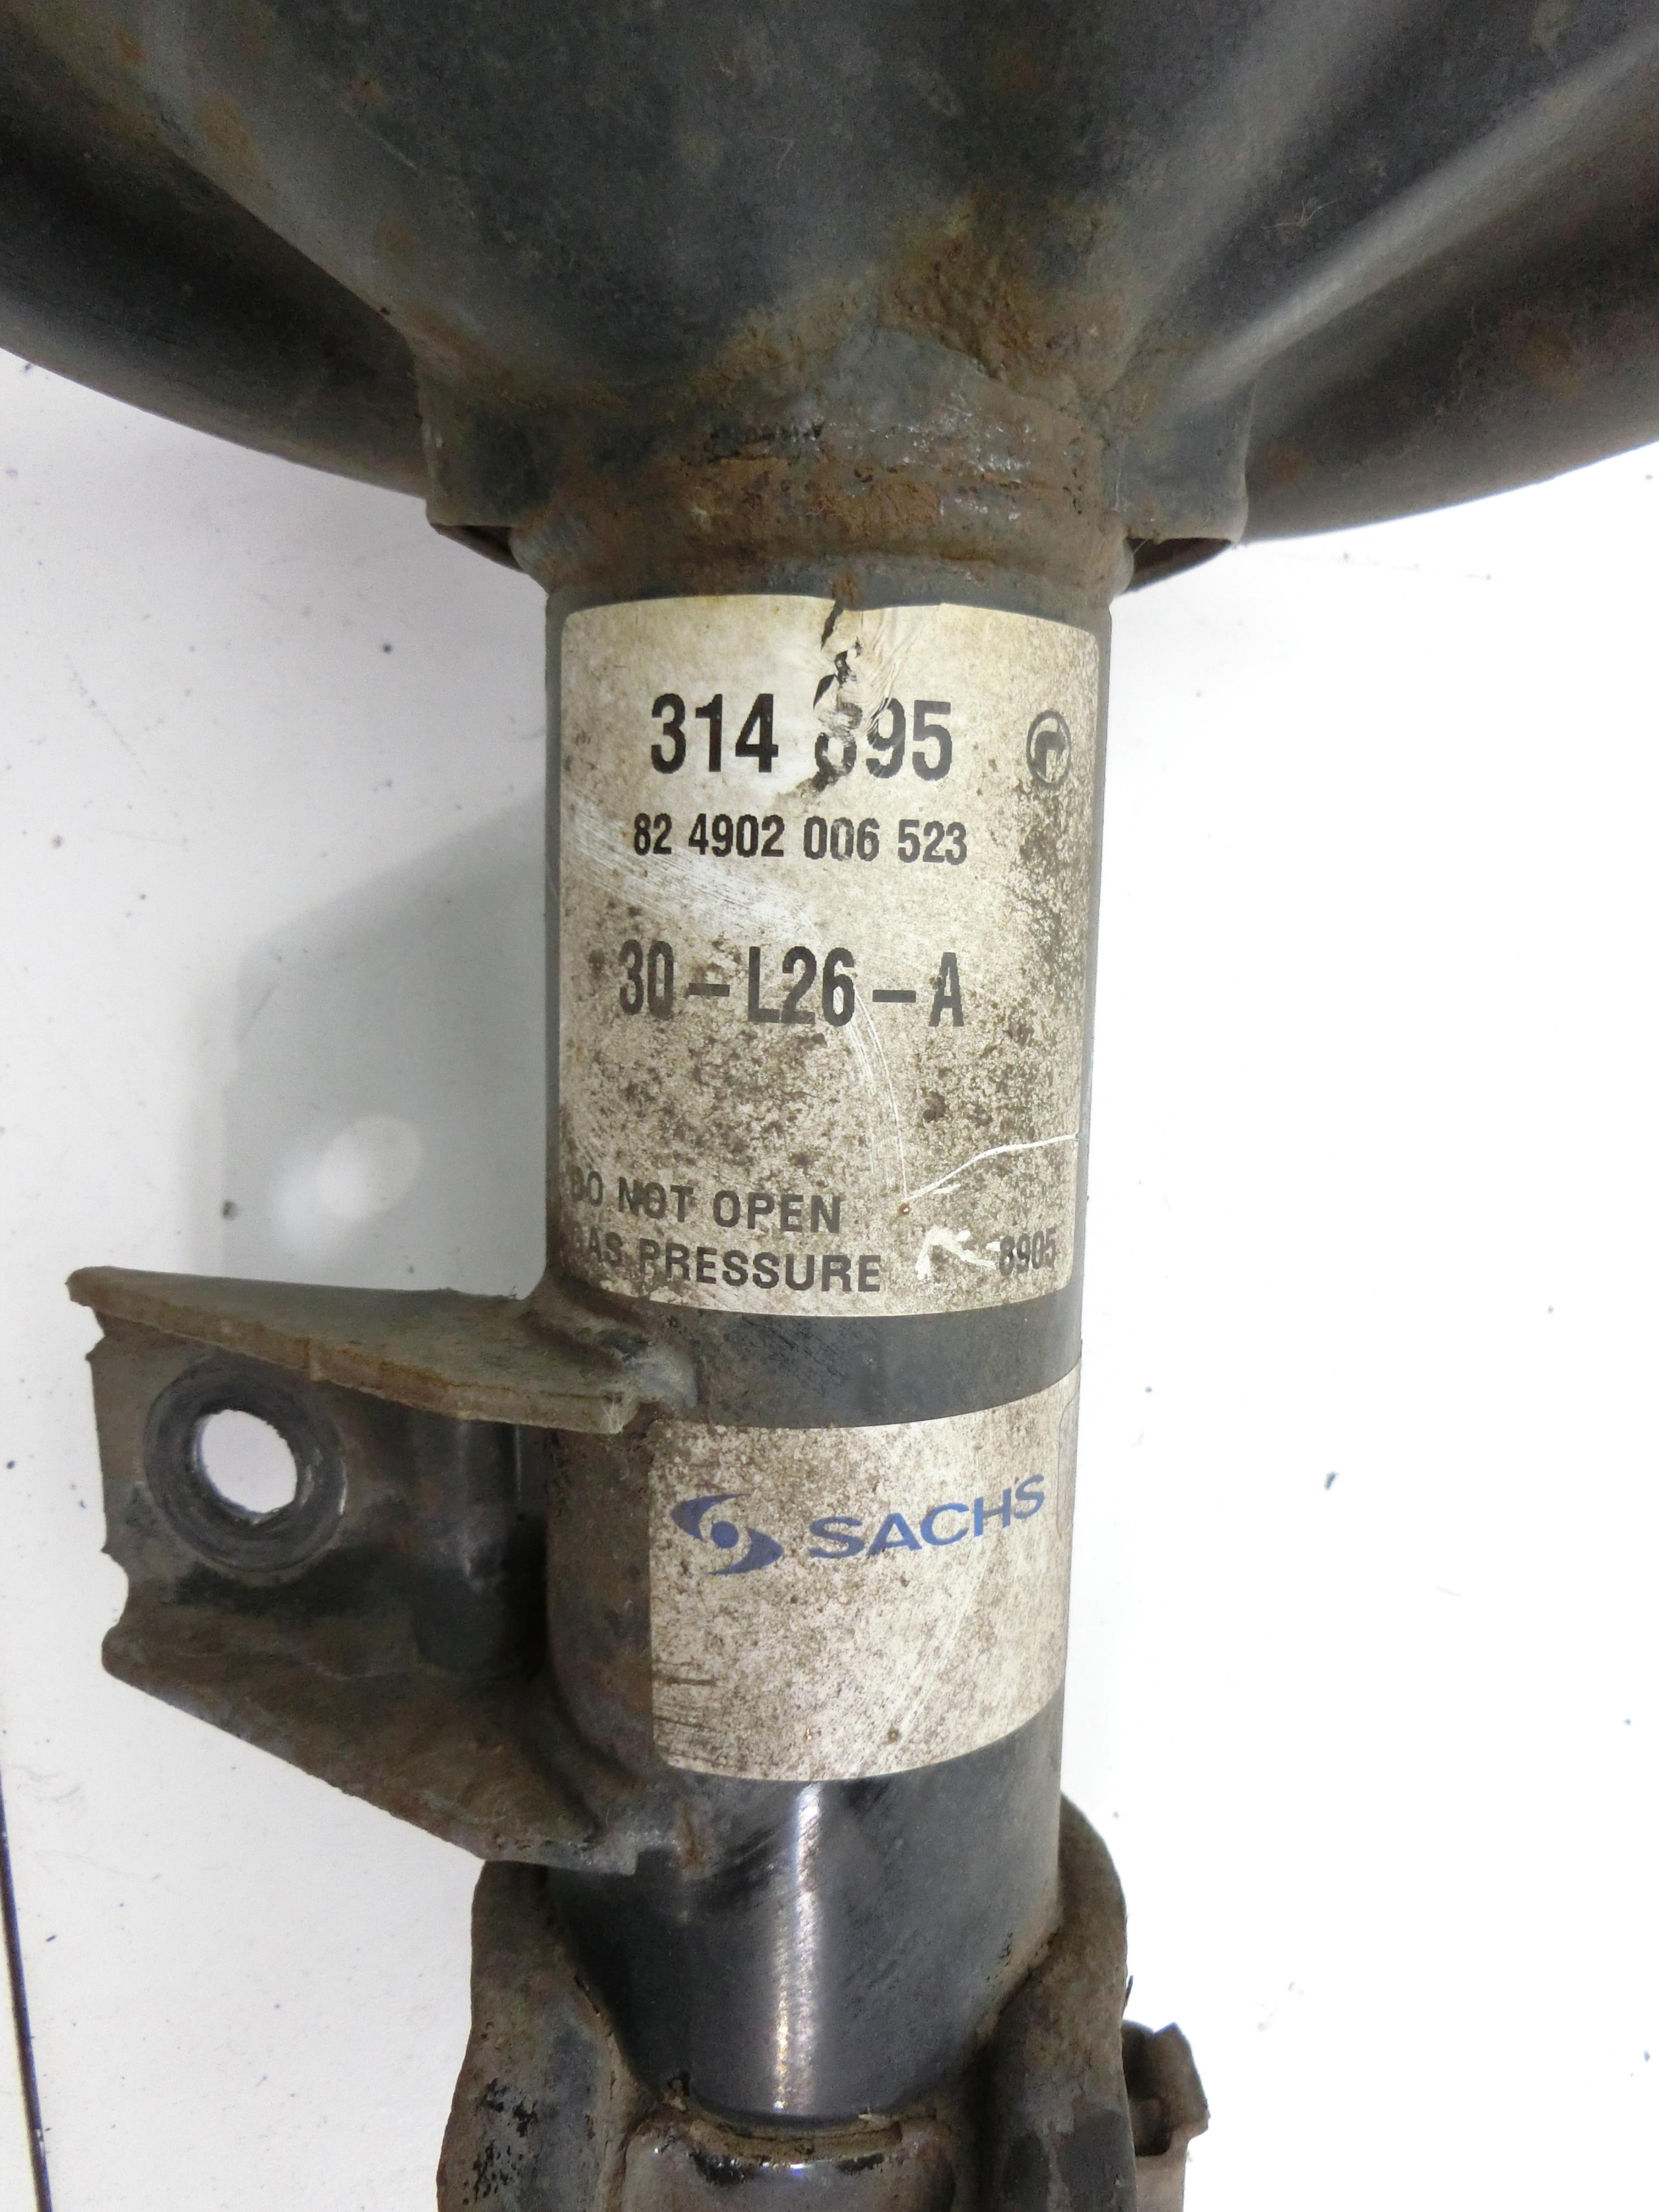 314 895
82 4902 006 523
30-L26-A
DO NOT OPEN
GAS PRESSURE 8905
SACHS